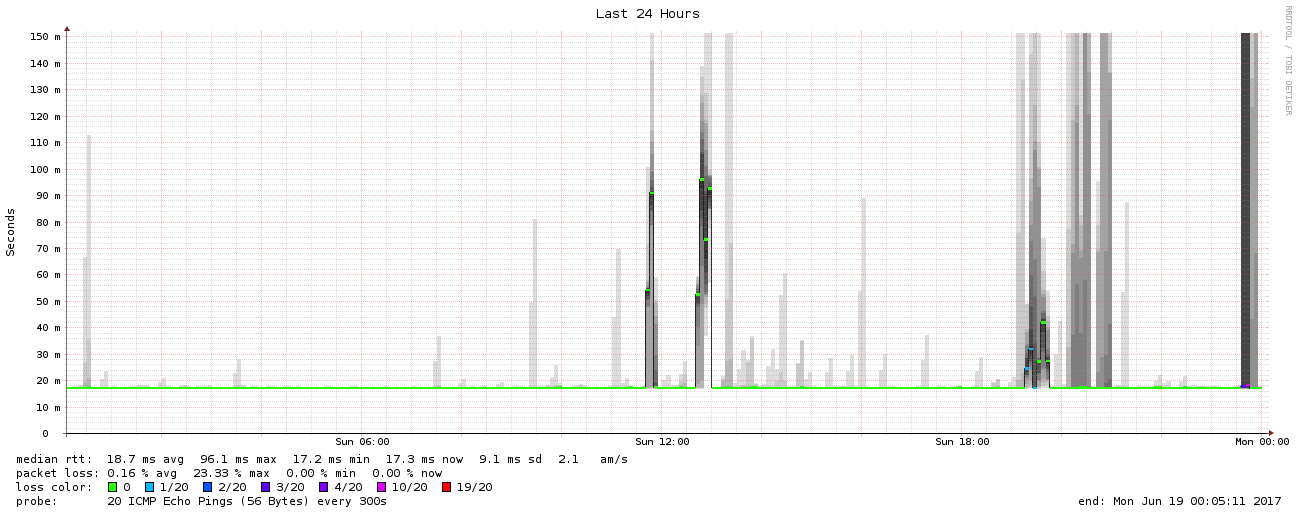 Last 24 Hours
RRDTOOL / TOBI OETIKER
Seconds
150 m
140 m
130 m
120 m
110 m
100 m
90 m
80 m
70 m
60 m
50 m
40 m
30 m
20 m
10 m
0
Sun 06:00 Sun 12:00 Sun 18:00 Mon 00:00
median rtt: 18.7 ms avg 96.1 ms max 17.2 ms min 17.3 ms now 9.1 ms sd 2.1 am/s
packet loss: 0.16 % avg 23.33 % max 0.00 % min 0.00 % now
loss color: 0 1/20 2/20 3/20 4/20 10/20 19/20
probe: 20 ICMP Echo Pings (56 Bytes) every 300s end: Mon Jun 19 00:05:11 2017